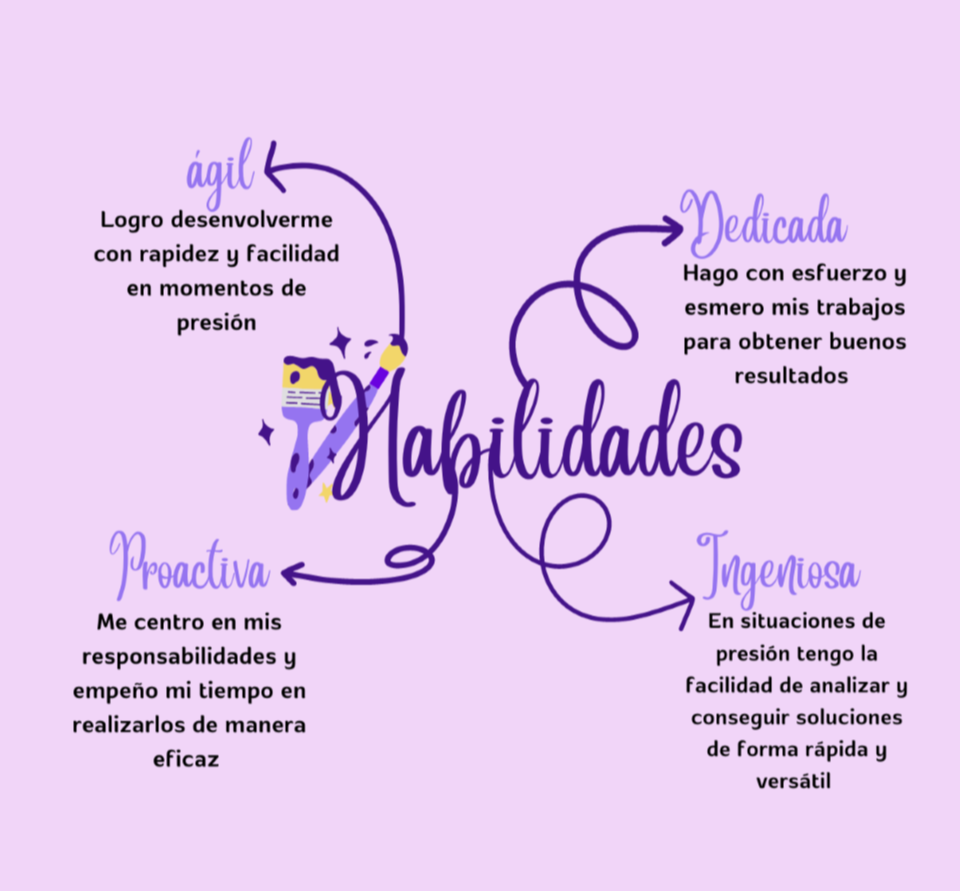 ágil
Logro desenvolverme
con rapidez y facilidad
en momentos de
presión
Dedicada
Hago con esfuerzo y
esmero mis trabajos
para obtener buenos
resultados
Habilidades
Proactiva
Me centro en mis
responsabilidades y
empeño mi tiempo en
realizarlos de manera
eficaz
Ingeniosa
En situaciones de
presión tengo la
facilidad de analizar y
conseguir soluciones
de forma rápida y
versátil